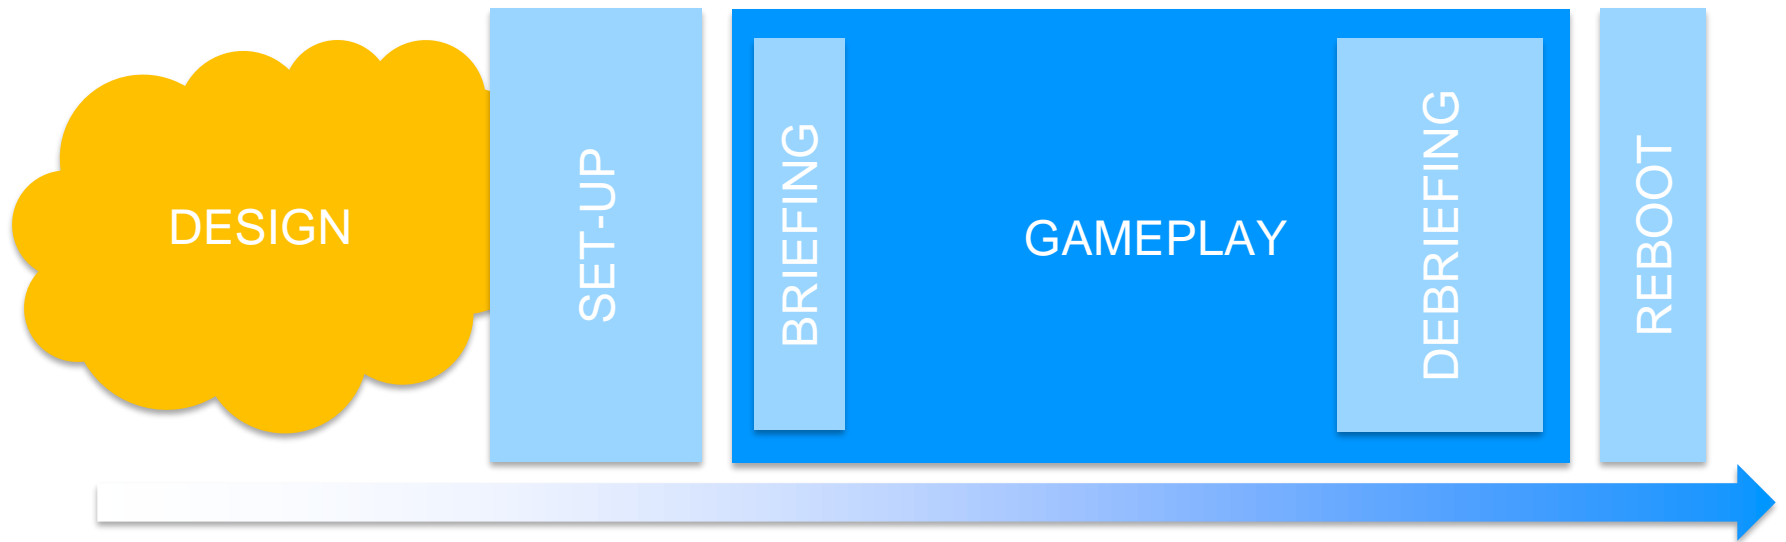 DESIGN
SET-UP
BRIEFING
GAMEPLAY
DEBRIEFING
REBOOT